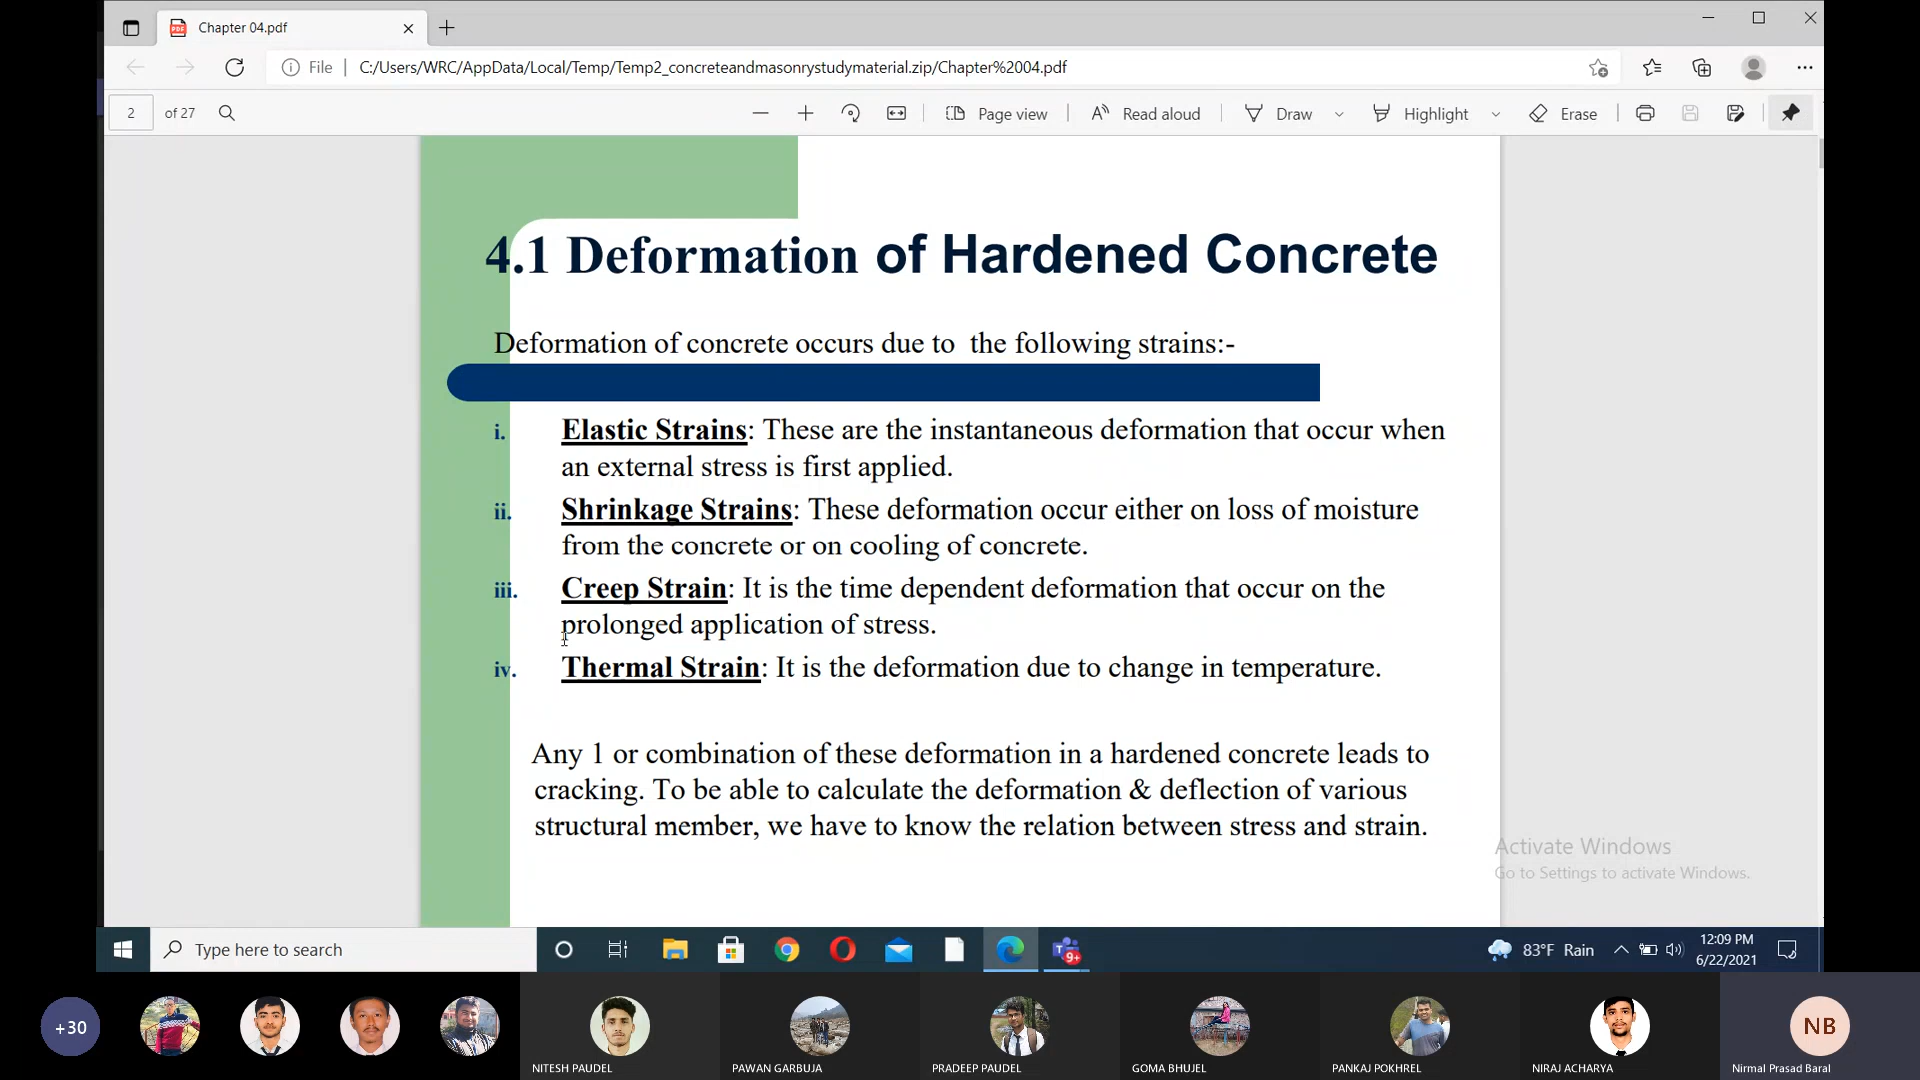 Chapter 04.pdf
File
C:/Users/WRC/AppData/Local/Temp/Temp2_concreteandmasonrystudymaterial.zip/Chapter%2004.pdf
2 of 27
Page view
Read aloud
Draw
Highlight
Erase
4.1 Deformation of Hardened Concrete
Deformation of concrete occurs due to the following strains:-
i. Elastic Strains: These are the instantaneous deformation that occur when
an external stress is first applied.
ii. Shrinkage Strains: These deformation occur either on loss of moisture
from the concrete or on cooling of concrete.
iii. Creep Strain: It is the time dependent deformation that occur on the
prolonged application of stress.
iv. Thermal Strain: It is the deformation due to change in temperature.
Any 1 or combination of these deformation in a hardened concrete leads to
cracking. To be able to calculate the deformation & deflection of various
structural member, we have to know the relation between stress and strain.
Activate Windows
Go to Settings to activate Windows.
Type here to search
9+
83°F Rain
12:09 PM
6/22/2021
+30
NB
NITESH PAUDEL
PAWAN GARBUJA
PRADEEP PAUDEL
GOMA BHUJEL
PANKAJ POKHREL
NIRAJ ACHARYA
Nirmal Prasad Baral